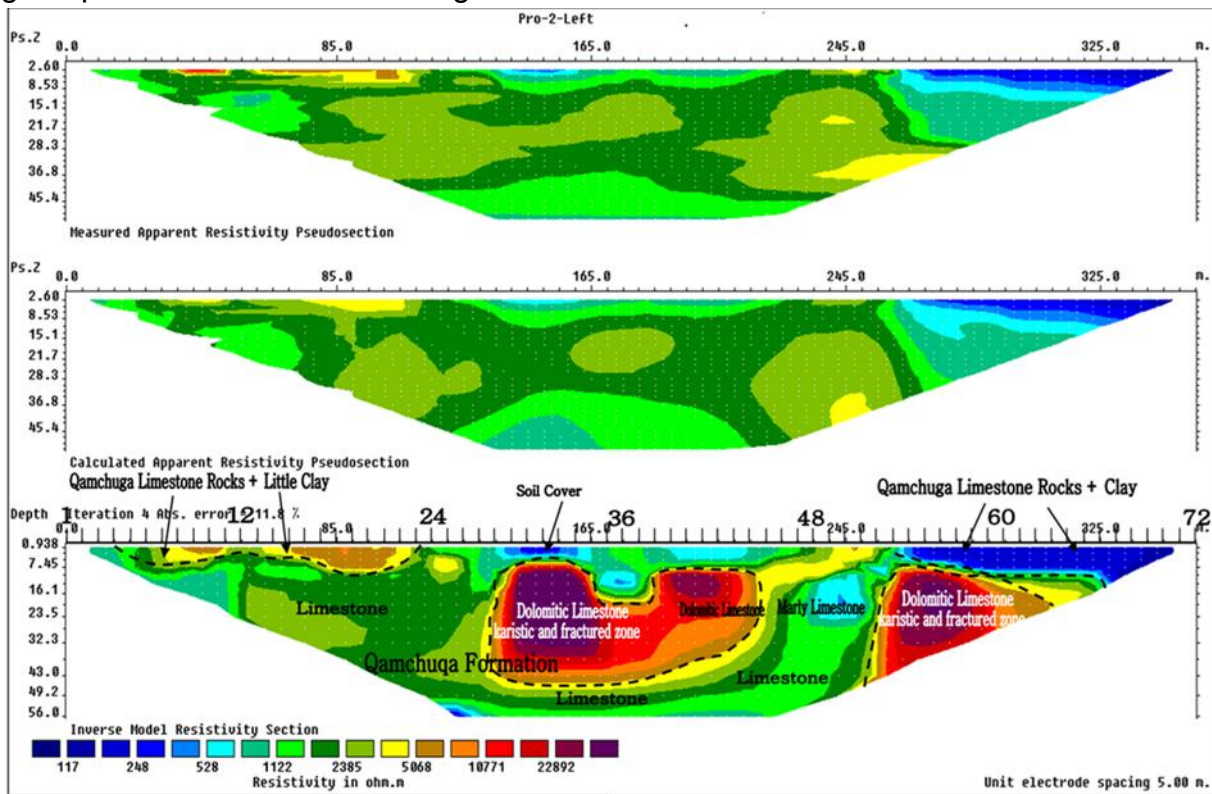 Pro-2-Left
Ps.Z 0.0 85.0 165.0 245.0 325.0 m.
2.60
8.53
15.1
21.7
28.3
36.8
45.4
Measured Apparent Resistivity Pseudosection
Ps.Z 0.0 85.0 165.0 245.0 325.0 m.
2.60
8.53
15.1
21.7
28.3
36.8
45.4
Calculated Apparent Resistivity Pseudosection
Qamchuga Limestone Rocks + Little Clay
Soil Cover
Qamchuga Limestone Rocks + Clay
Depth Iteration 4 Abs. error = 11.8 %
1 12 24 36 48 60 72
0.0 85.0 165.0 245.0 325.0 m.
0.938
7.45
16.1
23.5
32.3
43.0
49.2
56.0
Limestone
Dolomitic Limestone
karistic and fractured zone
Dolomitic Limestone
Marly Limestone
Dolomitic Limestone
karistic and fractured zone
Qamchuqa Formation
Limestone
Limestone
Inverse Model Resistivity Section
117 248 528 1122 2385 5068 10771 22892
Resistivity in ohm.m
Unit electrode spacing 5.00 m.